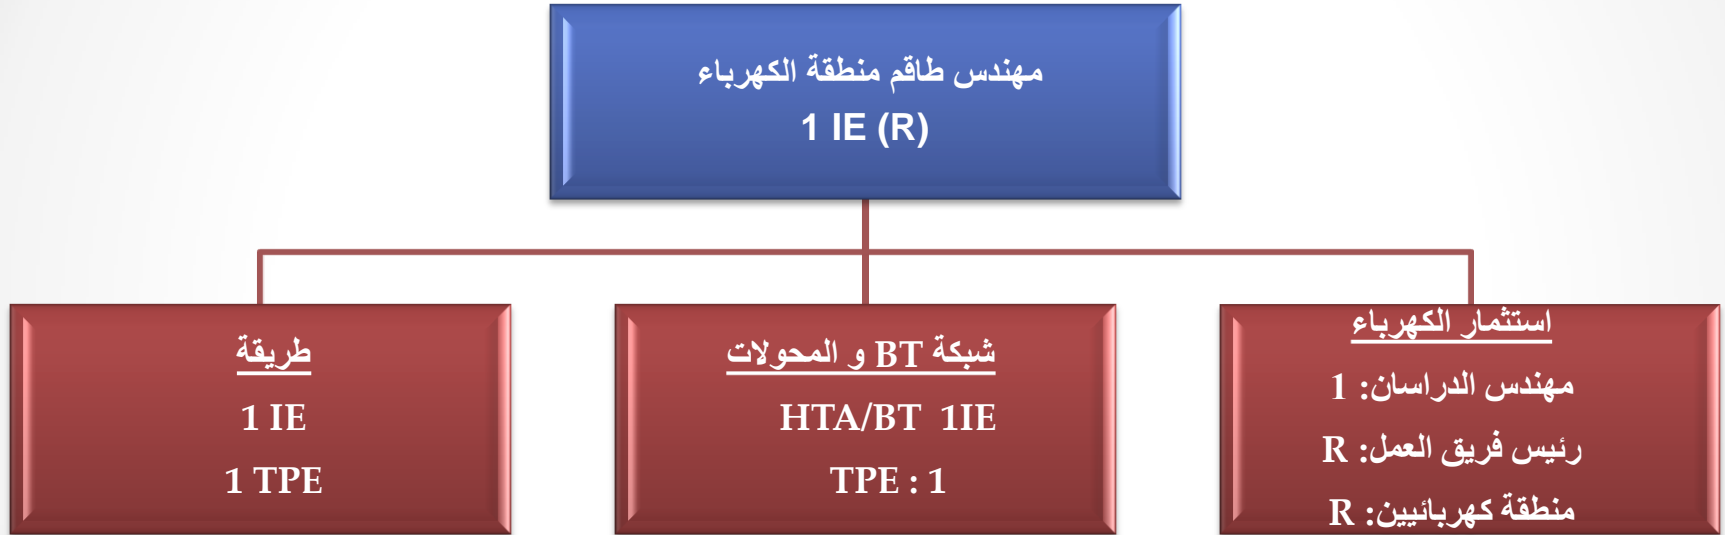 مهندس طاقم منطقة الكهرباء
1 IE (R)
استثمار الكهرباء
مهندس الدراسان: 1
رئيس فريق العمل: R
منطقة كهربائيين: R
شبكة BT و المحولات
HTA/BT 1IE
TPE : 1
طريقة
1 IE
1 TPE